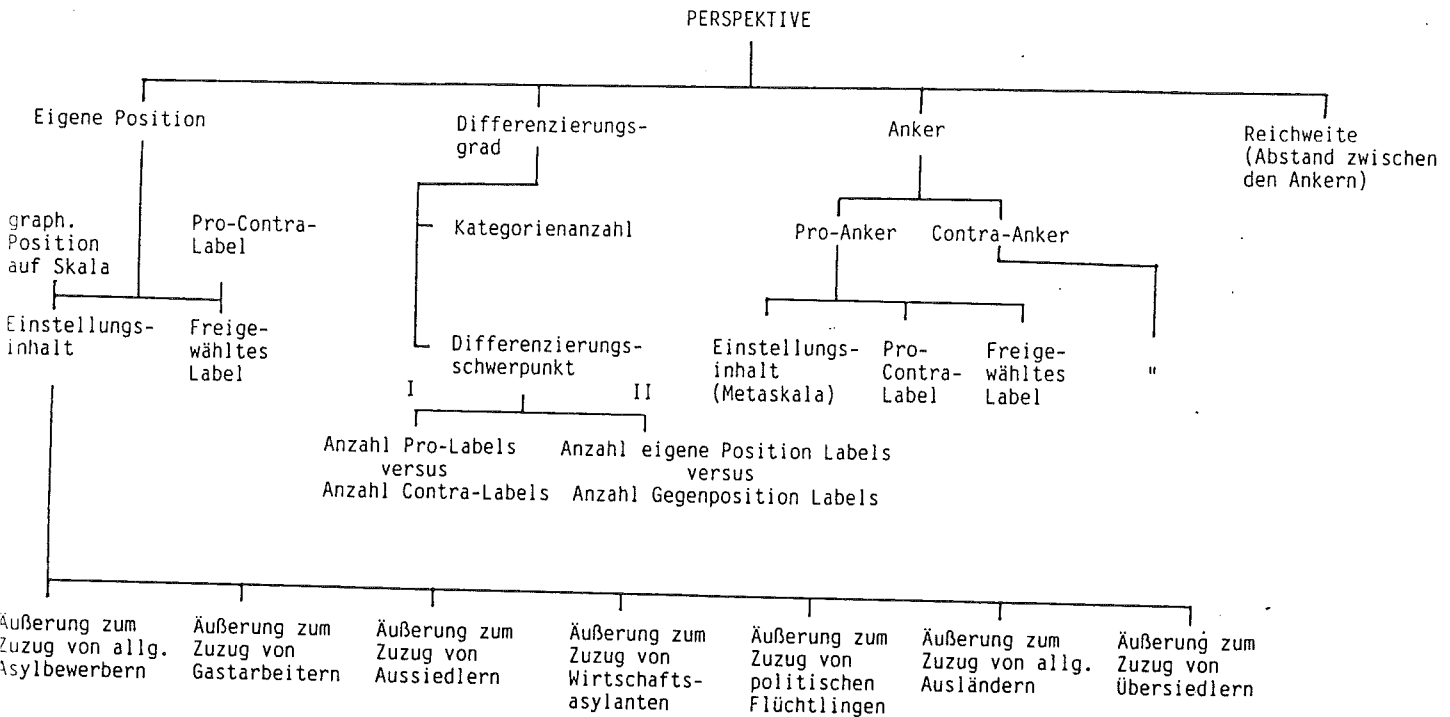 PERSPEKTIVE
Eigene Position
Differenzierungs-
grad
Anker
Reichweite
(Abstand zwischen
den Ankern)
graph.
Position
auf Skala
Pro-Contra-
Label
Kategorienanzahl
Pro-Anker
Contra-Anker
Einstellungs-
inhalt
Freige-
wähltes
Label
Differenzierungs-
schwerpunkt
Einstellungs-
inhalt
(Metaskala)
Pro-
Contra-
Label
Freige-
wähltes
Label
"
I
II
Anzahl Pro-Labels
versus
Anzahl Contra-Labels
Anzahl eigene Position Labels
versus
Anzahl Gegenposition Labels
Äußerung zum
Zuzug von allg.
Asylbewerbern
Äußerung zum
Zuzug von
Gastarbeitern
Äußerung zum
Zuzug von
Aussiedlern
Äußerung zum
Zuzug von
Wirtschafts-
asylanten
Äußerung zum
Zuzug von
politischen
Flüchtlingen
Äußerung zum
Zuzug von allg.
Ausländern
Äußerung zum
Zuzug von
Übersiedlern